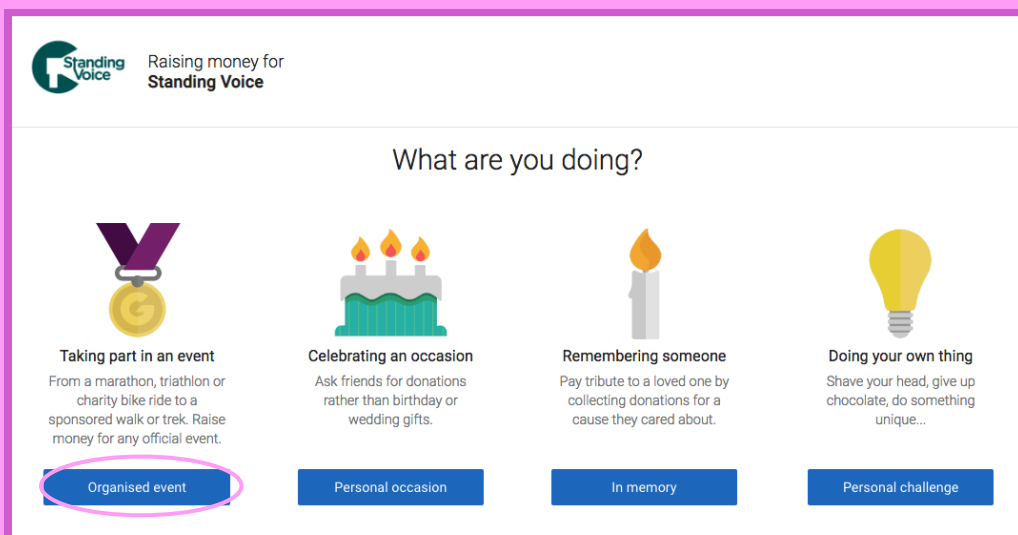 Standing
Voice
Raising money for
Standing Voice
What are you doing?
G
Taking part in an event
From a marathon, triathlon or
charity bike ride to a
sponsored walk or trek. Raise
money for any official event.
Organised event
Celebrating an occasion
Ask friends for donations
rather than birthday or
wedding gifts.
Personal occasion
Remembering someone
Pay tribute to a loved one by
collecting donations for a
cause they cared about.
In memory
Doing your own thing
Shave your head, give up
chocolate, do something
unique...
Personal challenge